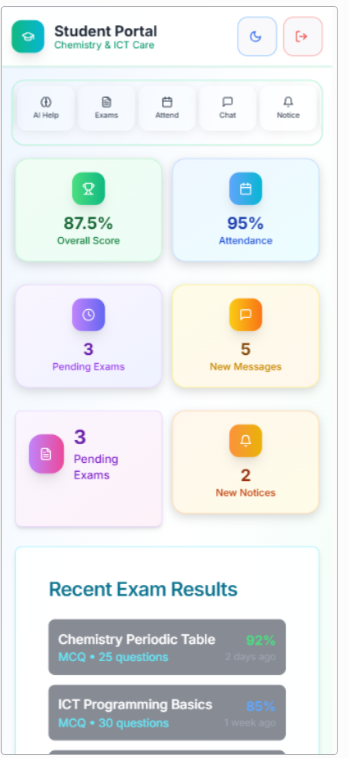 Student Portal
Chemistry & ICT Care
AI Help
Exams
Attend
Chat
Notice
87.5%
Overall Score
95%
Attendance
3
Pending Exams
5
New Messages
3
Pending
Exams
2
New Notices
Recent Exam Results
Chemistry Periodic Table 92%
MCQ • 25 questions 2 days ago
ICT Programming Basics 85%
MCQ • 30 questions 1 week ago